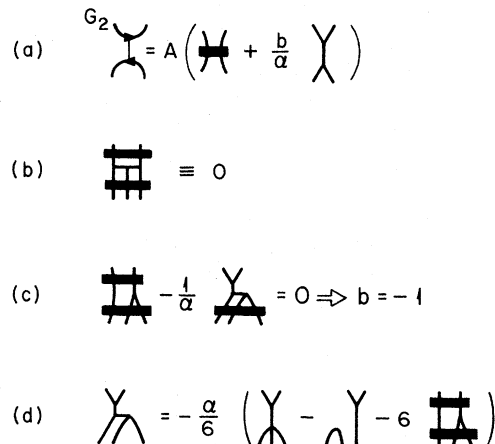 (a) G₂ = A ( + b/α )
(b) ≡ 0
(c) − 1/α = 0 ⇒ b = − 1
(d) = − α/6 ( − − 6 )